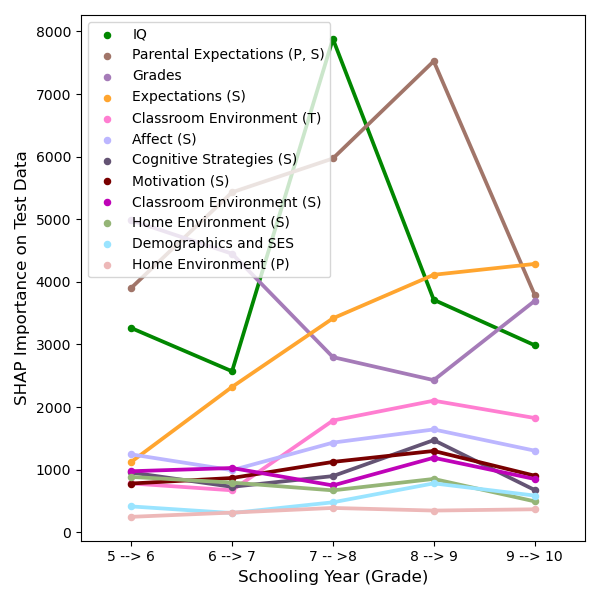 8000
7000
6000
5000
4000
3000
2000
1000
0
SHAP Importance on Test Data
IQ
Parental Expectations (P, S)
Grades
Expectations (S)
Classroom Environment (T)
Affect (S)
Cognitive Strategies (S)
Motivation (S)
Classroom Environment (S)
Home Environment (S)
Demographics and SES
Home Environment (P)
5 --> 6 6 --> 7 7 -- >8 8 --> 9 9 --> 10
Schooling Year (Grade)